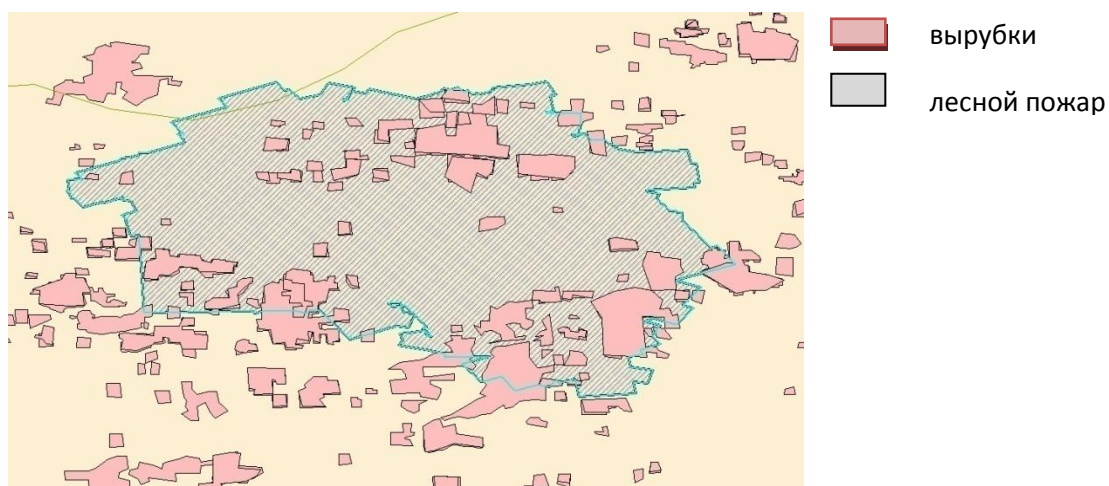 вырубки
лесной пожар